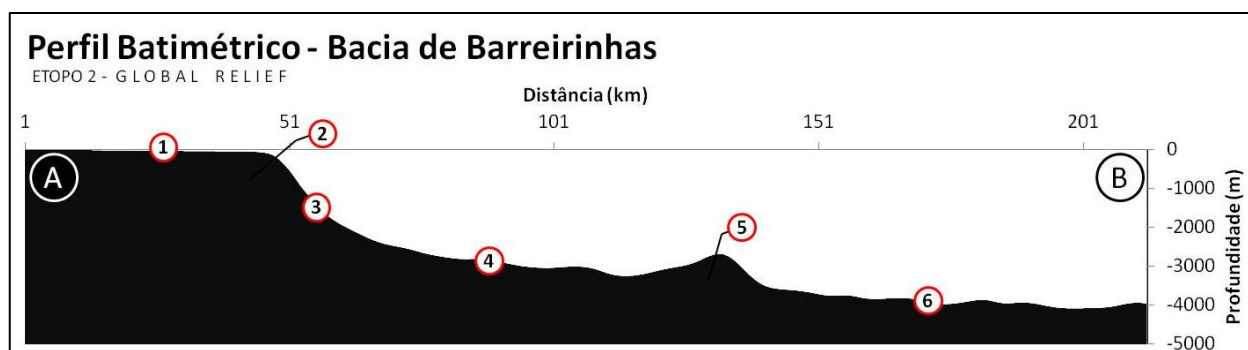 Perfil Batimétrico - Bacia de Barreirinhas
ETOPO 2 - GLOBAL RELIEF
Distância (km)
1 51 101 151 201
1
2
3
4
5
6
A
B
0
-1000
-2000
-3000
-4000
-5000
Profundidade (m)